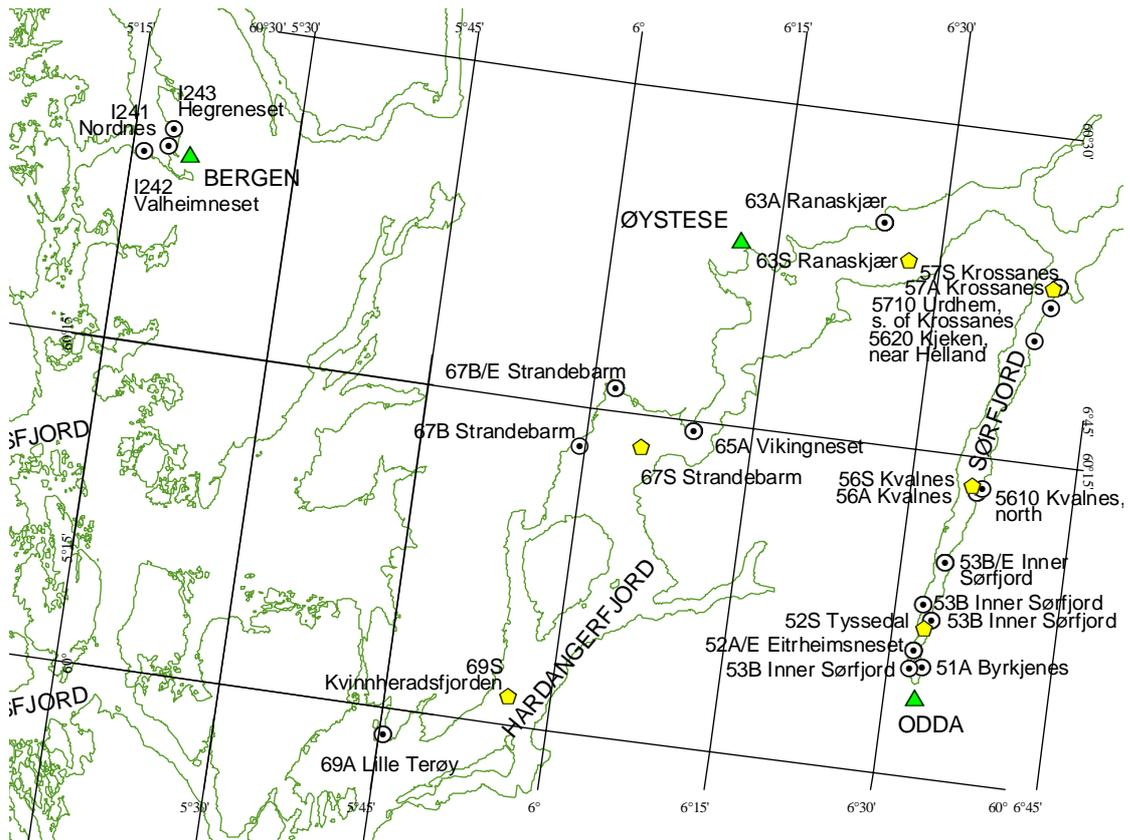 5°15'
60°30'
5°30'
5°45'
6°
6°15'
6°30'
60°30'
I243
Hegreneset
I241
Nordnes
BERGEN
I242
Valheimneset
63A Ranaskjær
ØYSTESE
63S Ranaskjær
57S Krossanes
57A Krossanes
5710 Urdhem,
s. of Krossanes
5620 Kjeken,
near Helland
60°15'
67B/E Strandebarm
SØRFJORD
6°45'
SFJORD
67B Strandebarm
65A Vikingneset
60°15'
67S Strandebarm
56S Kvalnes
56A Kvalnes
5610 Kvalnes,
north
5°15'
53B/E Inner
Sørfjord
HARDANGERFJORD
53B Inner Sørfjord
52S Tyssedal
53B Inner Sørfjord
52A/E Eitrheimsneset
60°
69S
Kvinnheradsfjorden
53B Inner Sørfjord
51A Byrkjenes
SFJORD
ODDA
69A Lille Terøy
5°30'
5°45'
6°
6°15'
6°30'
60°
6°45'